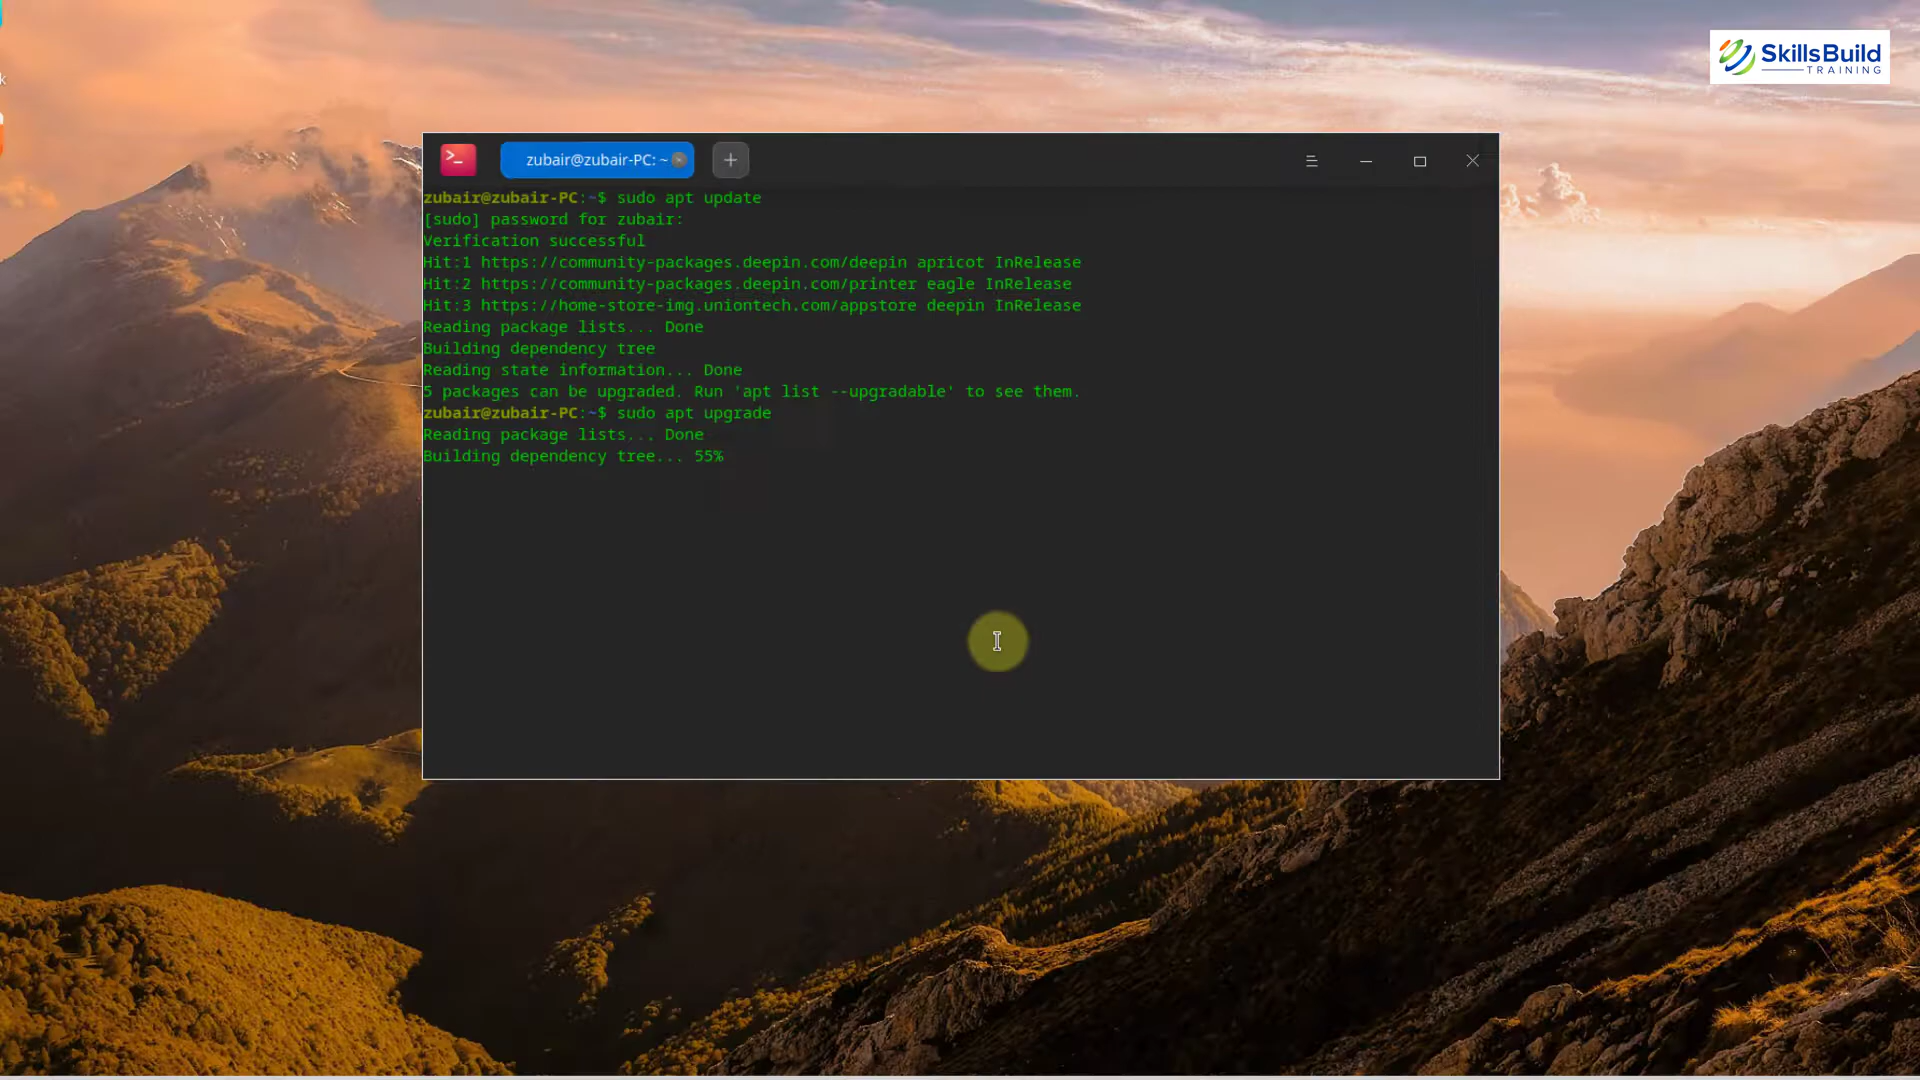 SkillsBuild
TRAINING
k
zubair@zubair-PC: ~
zubair@zubair-PC:~$ sudo apt update
[sudo] password for zubair:
Verification successful
Hit:1 https://community-packages.deepin.com/deepin apricot InRelease
Hit:2 https://community-packages.deepin.com/printer eagle InRelease
Hit:3 https://home-store-img.uniontech.com/appstore deepin InRelease
Reading package lists... Done
Building dependency tree
Reading state information... Done
5 packages can be upgraded. Run 'apt list --upgradable' to see them.
zubair@zubair-PC:~$ sudo apt upgrade
Reading package lists... Done
Building dependency tree... 55%